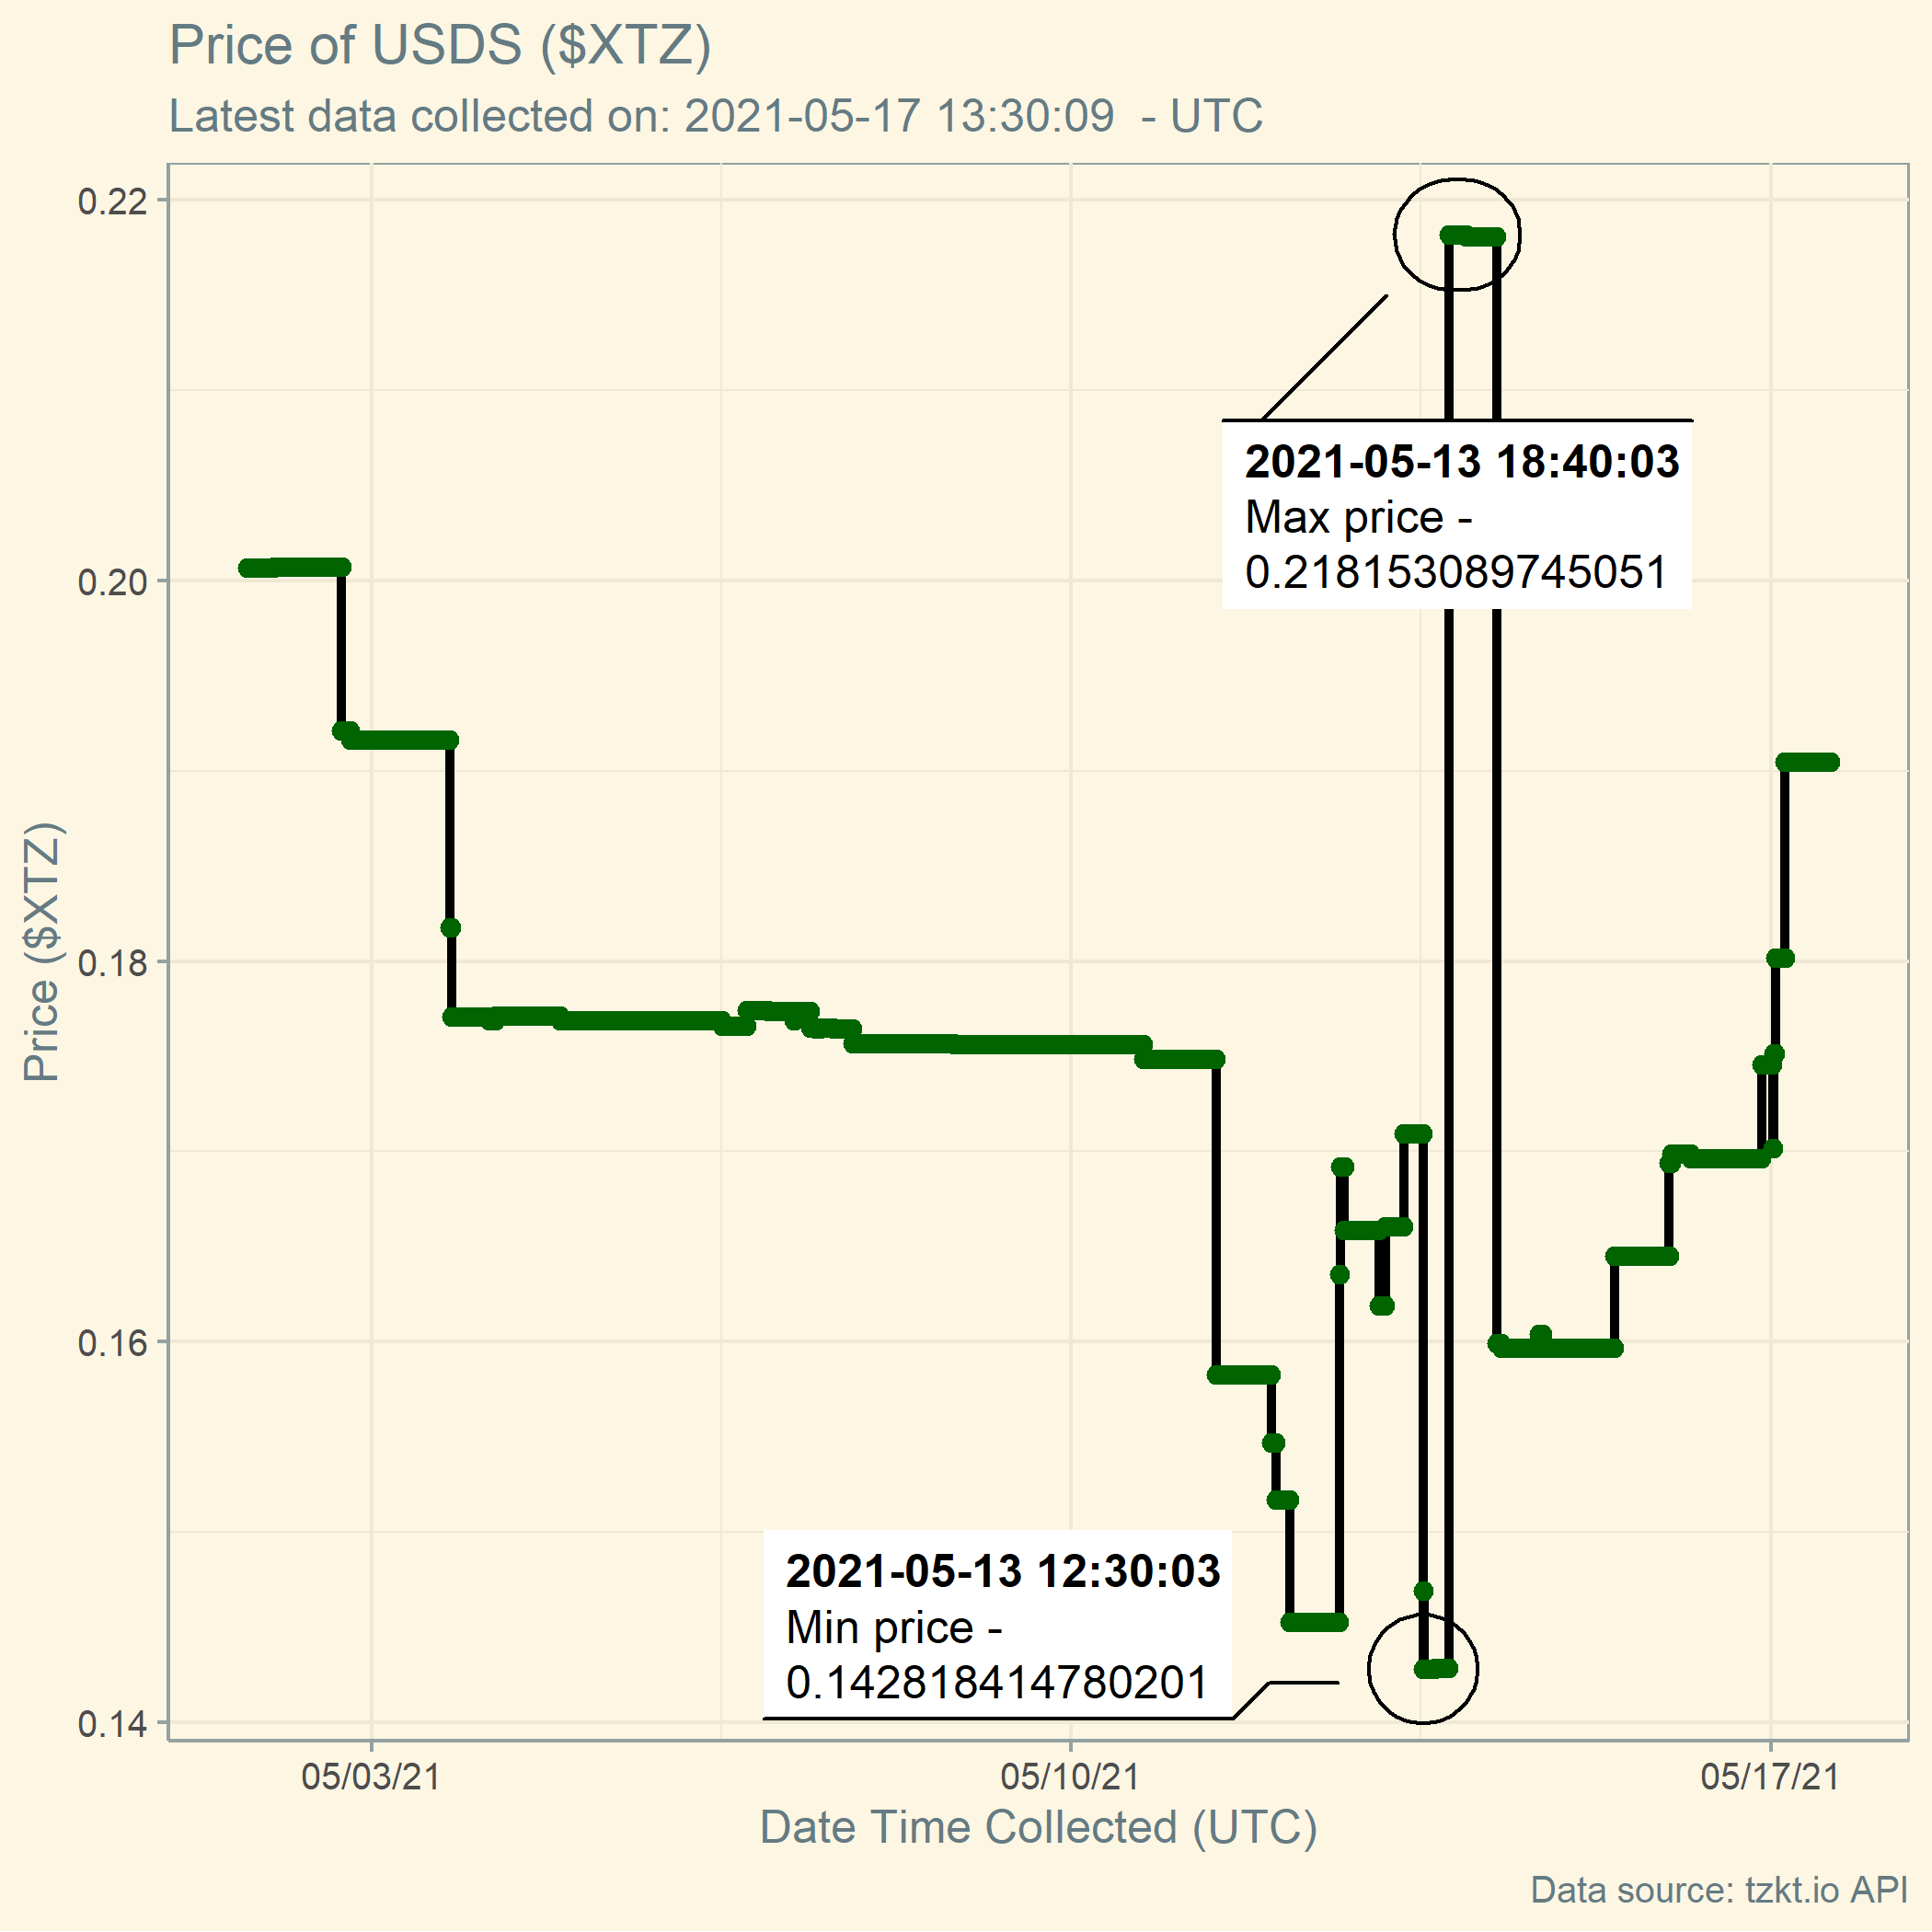 Price of USDS ($XTZ)
Latest data collected on: 2021-05-17 13:30:09  - UTC
Price ($XTZ)
0.22
0.20
0.18
0.16
0.14
2021-05-13 18:40:03
Max price -
0.218153089745051
2021-05-13 12:30:03
Min price -
0.142818414780201
05/03/21
05/10/21
05/17/21
Date Time Collected (UTC)
Data source: tzkt.io API